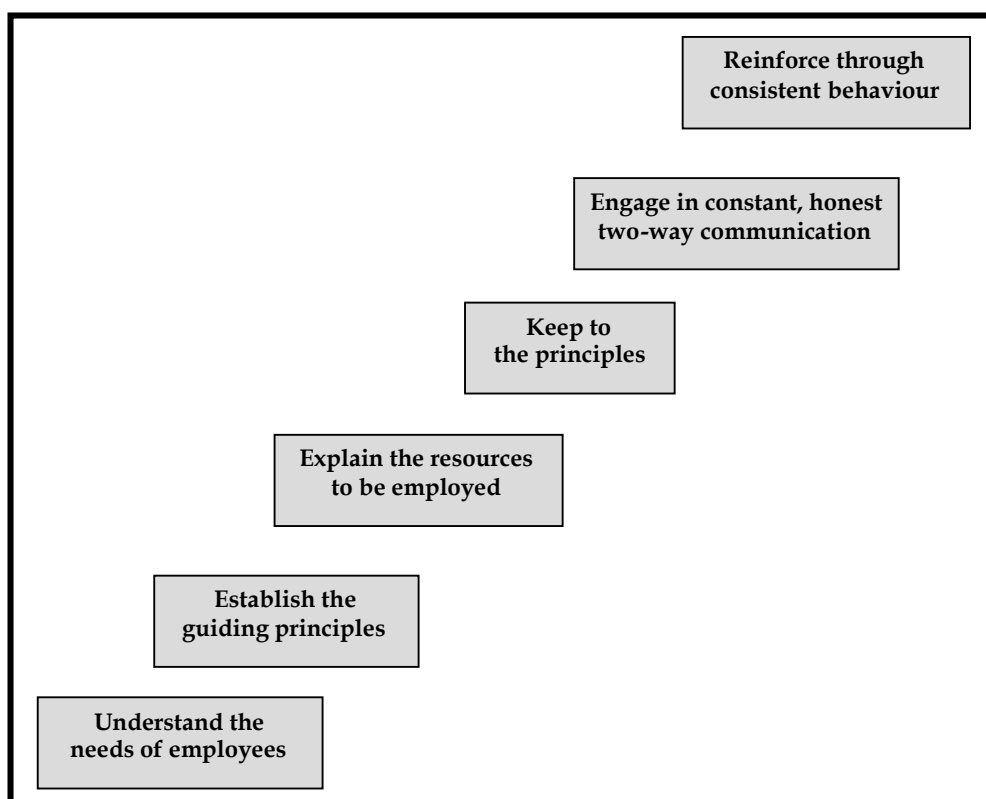 Reinforce through
consistent behaviour
Engage in constant, honest
two-way communication
Keep to
the principles
Explain the resources
to be employed
Establish the
guiding principles
Understand the
needs of employees